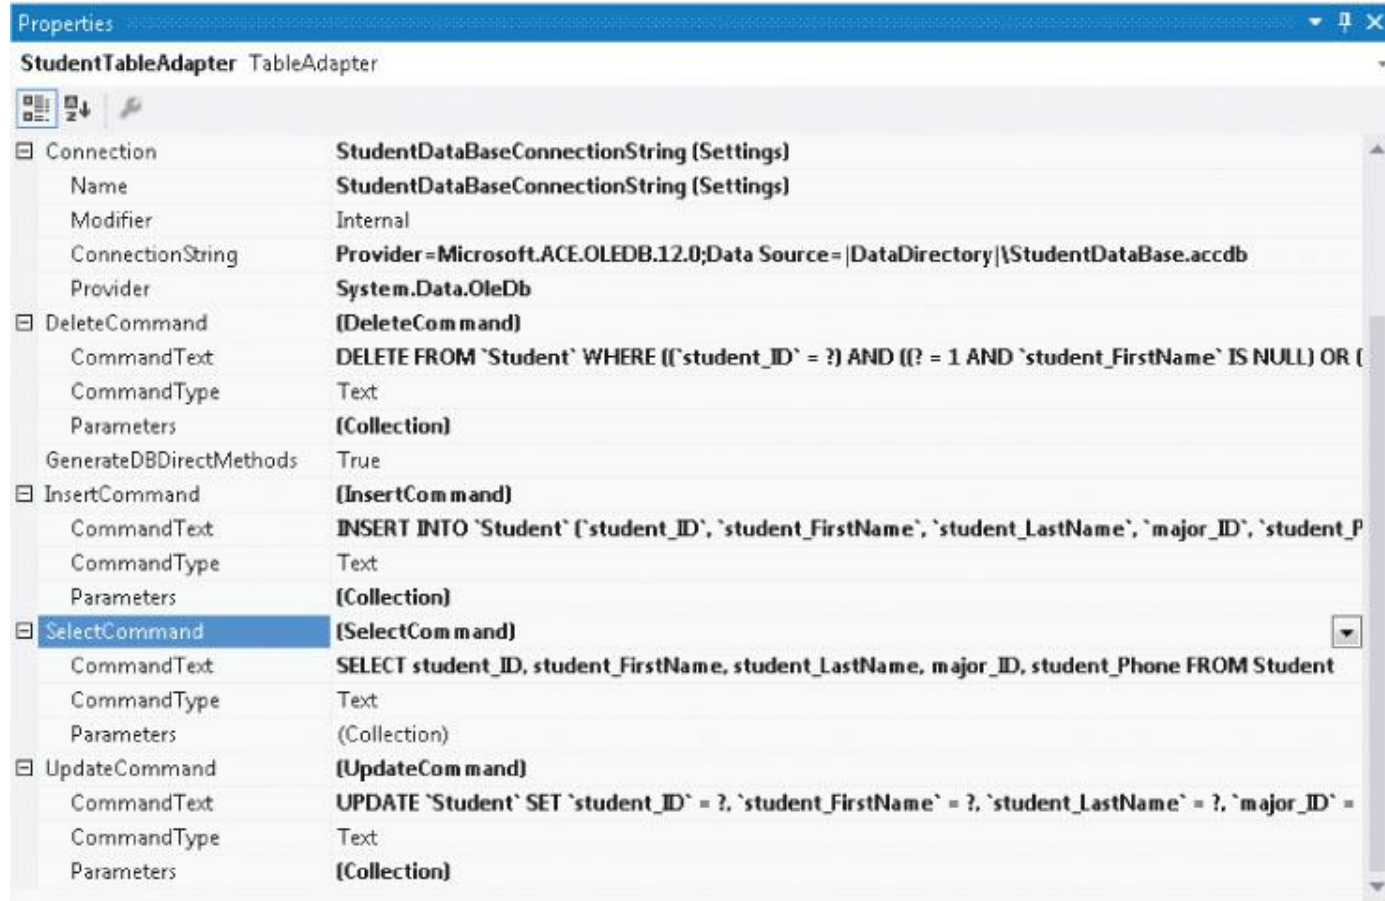 Properties
StudentTableAdapter TableAdapter
Connection StudentDataBaseConnectionString (Settings)
Name StudentDataBaseConnectionString (Settings)
Modifier Internal
ConnectionString Provider=Microsoft.ACE.OLEDB.12.0;Data Source=|DataDirectory|\StudentDataBase.accdb
Provider System.Data.OleDb
DeleteCommand (DeleteCommand)
CommandText DELETE FROM `Student` WHERE ((`student_ID` = ?) AND ((? = 1 AND `student_FirstName` IS NULL) OR (
CommandType Text
Parameters (Collection)
GenerateDBDirectMethods True
InsertCommand (InsertCommand)
CommandText INSERT INTO `Student` (`student_ID`, `student_FirstName`, `student_LastName`, `major_ID`, `student_P
CommandType Text
Parameters (Collection)
SelectCommand (SelectCommand)
CommandText SELECT student_ID, student_FirstName, student_LastName, major_ID, student_Phone FROM Student
CommandType Text
Parameters (Collection)
UpdateCommand (UpdateCommand)
CommandText UPDATE `Student` SET `student_ID` = ?, `student_FirstName` = ?, `student_LastName` = ?, `major_ID` =
CommandType Text
Parameters (Collection)